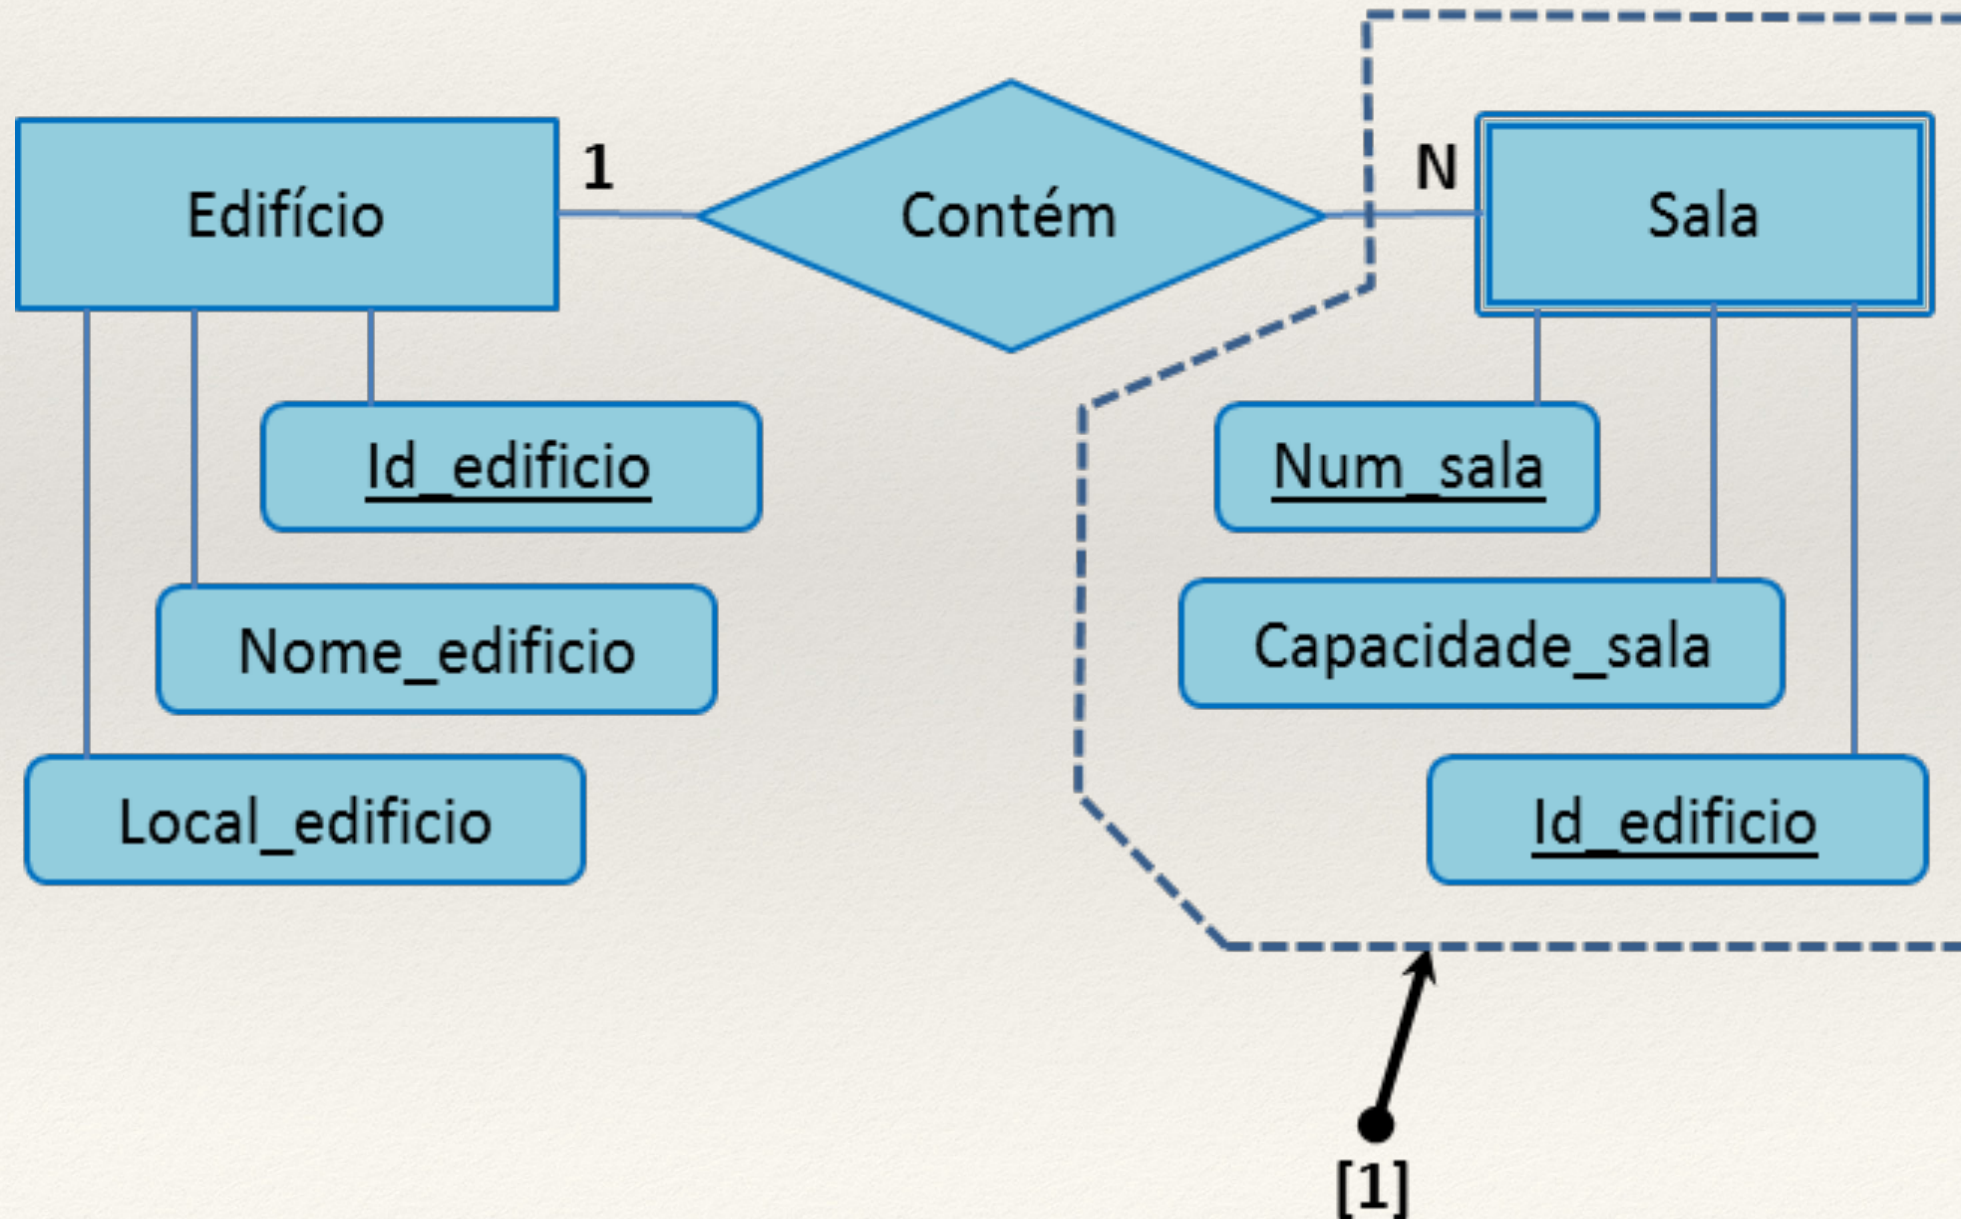 Edifício
1
Contém
N
Sala
Id_edificio
Num_sala
Nome_edificio
Capacidade_sala
Local_edificio
Id_edificio
[1]